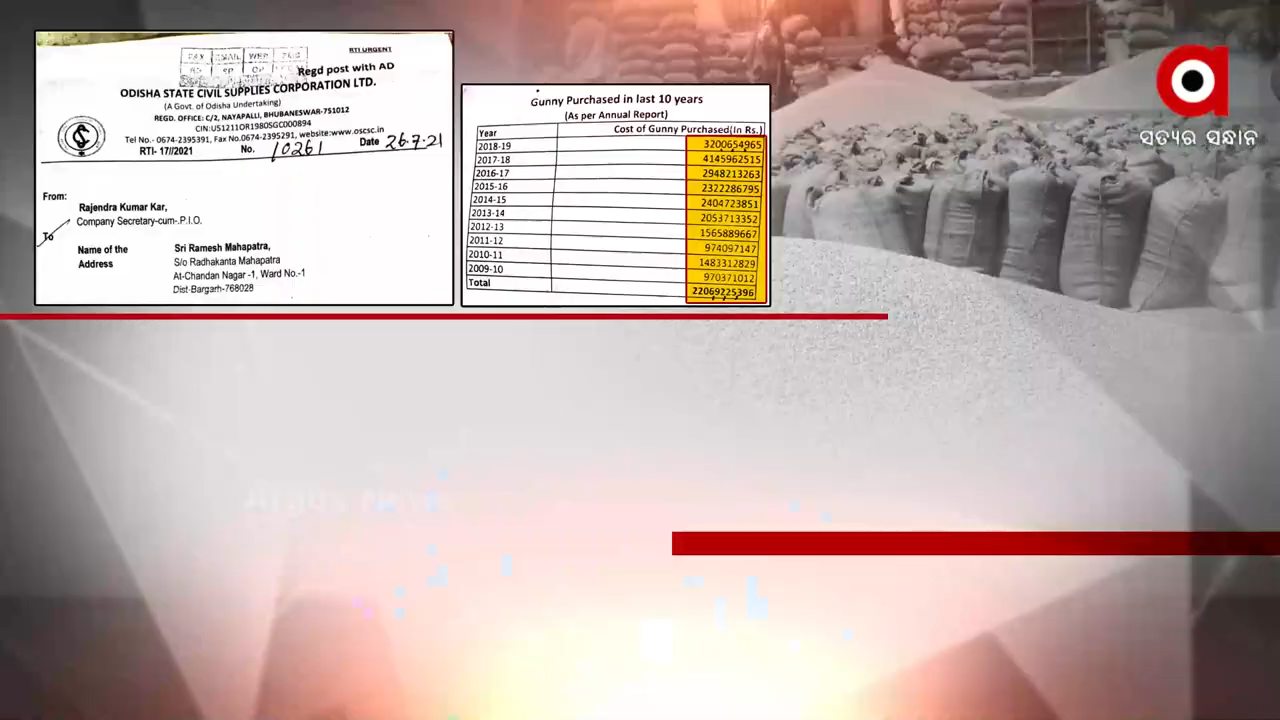 RTI URGENT
Regd post with AD
ODISHA STATE CIVIL SUPPLIES CORPORATION LTD.
(A Govt. of Odisha Undertaking)
REGD. OFFICE: C/2, NAYAPALLI, BHUBANESWAR-751012
CIN:U51211OR1980SGC000894
Tel No.- 0674-2395391, Fax No.0674-2395291, website:www.oscsc.in
RTI- 17//2021 No. 10261 Date 26.7.21
From:
Rajendra Kumar Kar,
Company Secretary-cum-.P.I.O.
To
Name of the Sri Ramesh Mahapatra,
Address S/o Radhakanta Mahapatra
At-Chandan Nagar -1, Ward No.-1
Dist-Bargarh-768028
Gunny Purchased in last 10 years
(As per Annual Report)
Year Cost of Gunny Purchased(In Rs.)
2018-19 3200654965
2017-18 4145962515
2016-17 2948213263
2015-16 2322286795
2014-15 2404723851
2013-14 2053713352
2012-13 1565889667
2011-12 974097147
2010-11 1483312829
2009-10 970371012
Total 22069225396
ସତ୍ୟର ସନ୍ଧାନ